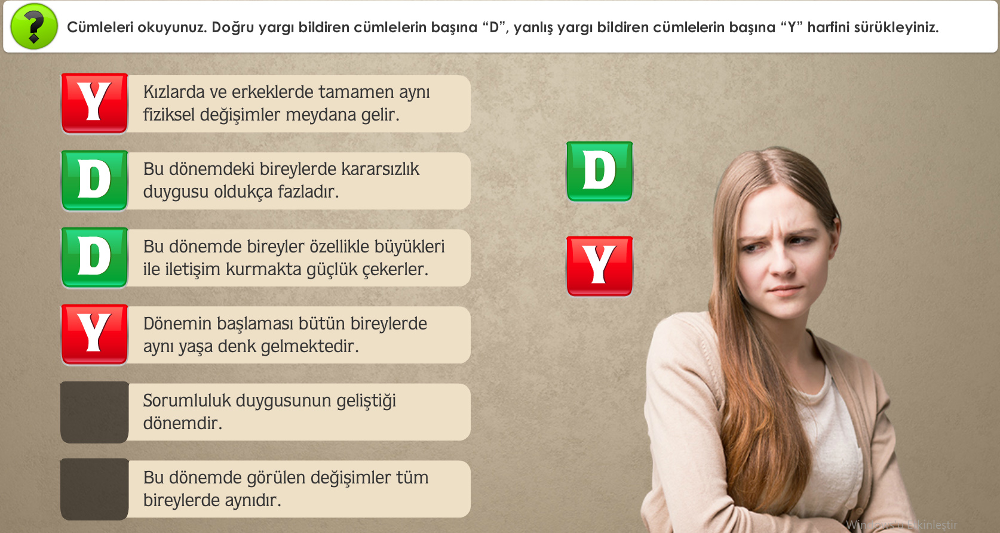 ?
Cümleleri okuyunuz. Doğru yargı bildiren cümlelerin başına “D”, yanlış yargı bildiren cümlelerin başına “Y” harfini sürükleyiniz.
Y
Kızlarda ve erkeklerde tamamen aynı
fiziksel değişimler meydana gelir.
D
Bu dönemdeki bireylerde kararsızlık
duygusu oldukça fazladır.
D
Bu dönemde bireyler özellikle büyükleri
ile iletişim kurmakta güçlük çekerler.
Y
Dönemin başlaması bütün bireylerde
aynı yaşa denk gelmektedir.
Sorumluluk duygusunun geliştiği
dönemdir.
Bu dönemde görülen değişimler tüm
bireylerde aynıdır.
D
Y
Windows'u Etkinleştir